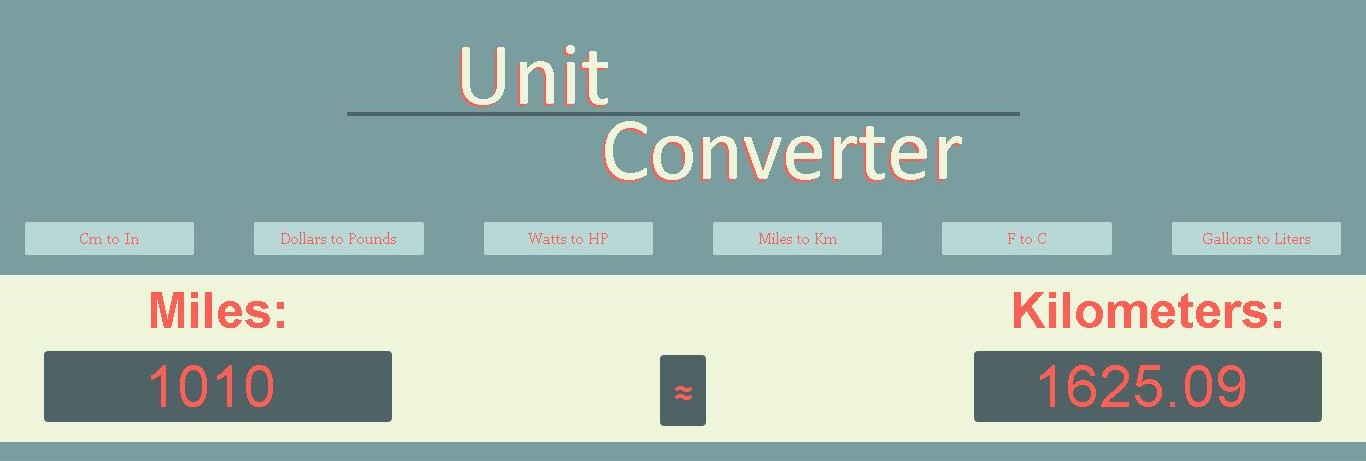 Unit
Converter
Cm to In
Dollars to Pounds
Watts to HP
Miles to Km
F to C
Gallons to Liters
Miles:
Kilometers:
1010
≈
1625.09